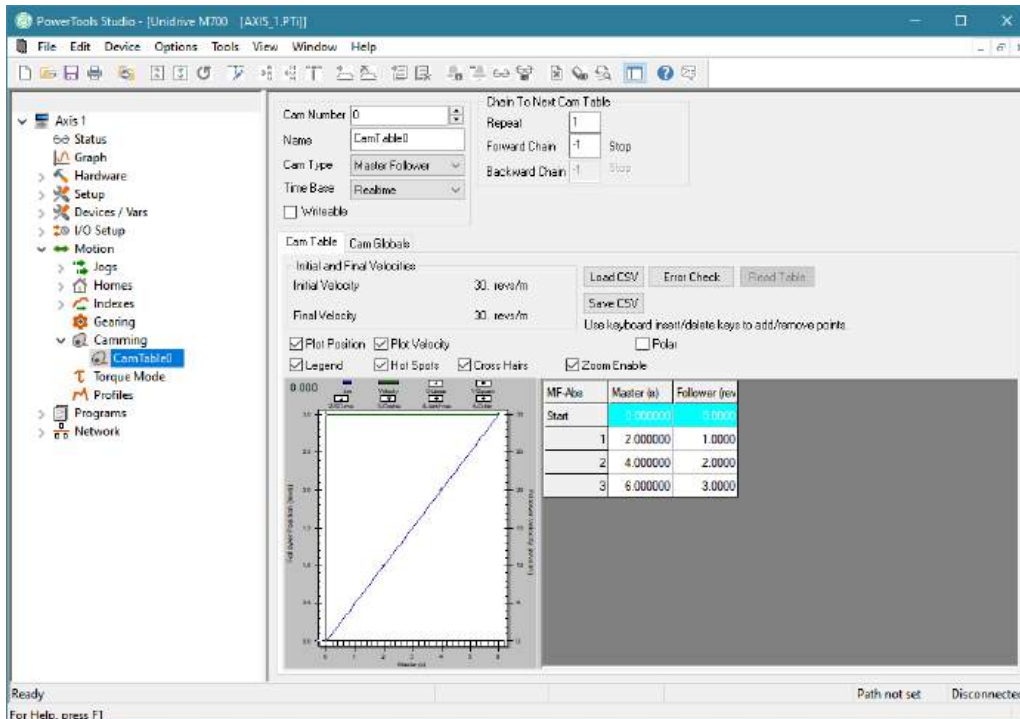 PowerTools Studio - [Unidrive M700 [AXIS_1.PTi]]
File Edit Device Options Tools View Window Help
Axis 1
Status
Graph
Hardware
Setup
Devices / Vars
I/O Setup
Motion
Jogs
Homes
Indexes
Gearing
Camming
CamTable0
Torque Mode
Profiles
Programs
Network
Cam Number 0
Name CamTable0
Cam Type Master Follower
Time Base Realtime
Writeable
Chain To Next Cam Table
Repeat 1
Forward Chain -1 Stop
Backward Chain -1 Stop
Cam Table Cam Globals
Initial and Final Velocities
Initial Velocity 30. revs/m
Final Velocity 30. revs/m
Load CSV Error Check Read Table
Save CSV
Use keyboard insert/delete keys to add/remove points
Plot Position Plot Velocity Polar
Legend Hot Spots Cross Hairs Zoom Enable
0.000
Follower Position (revs)
Master (s)
MF-Abs Master (s) Follower (rev
Start 0.000000 0.0000
1 2.000000 1.0000
2 4.000000 2.0000
3 6.000000 3.0000
Ready Path not set Disconnected
For Help, press F1